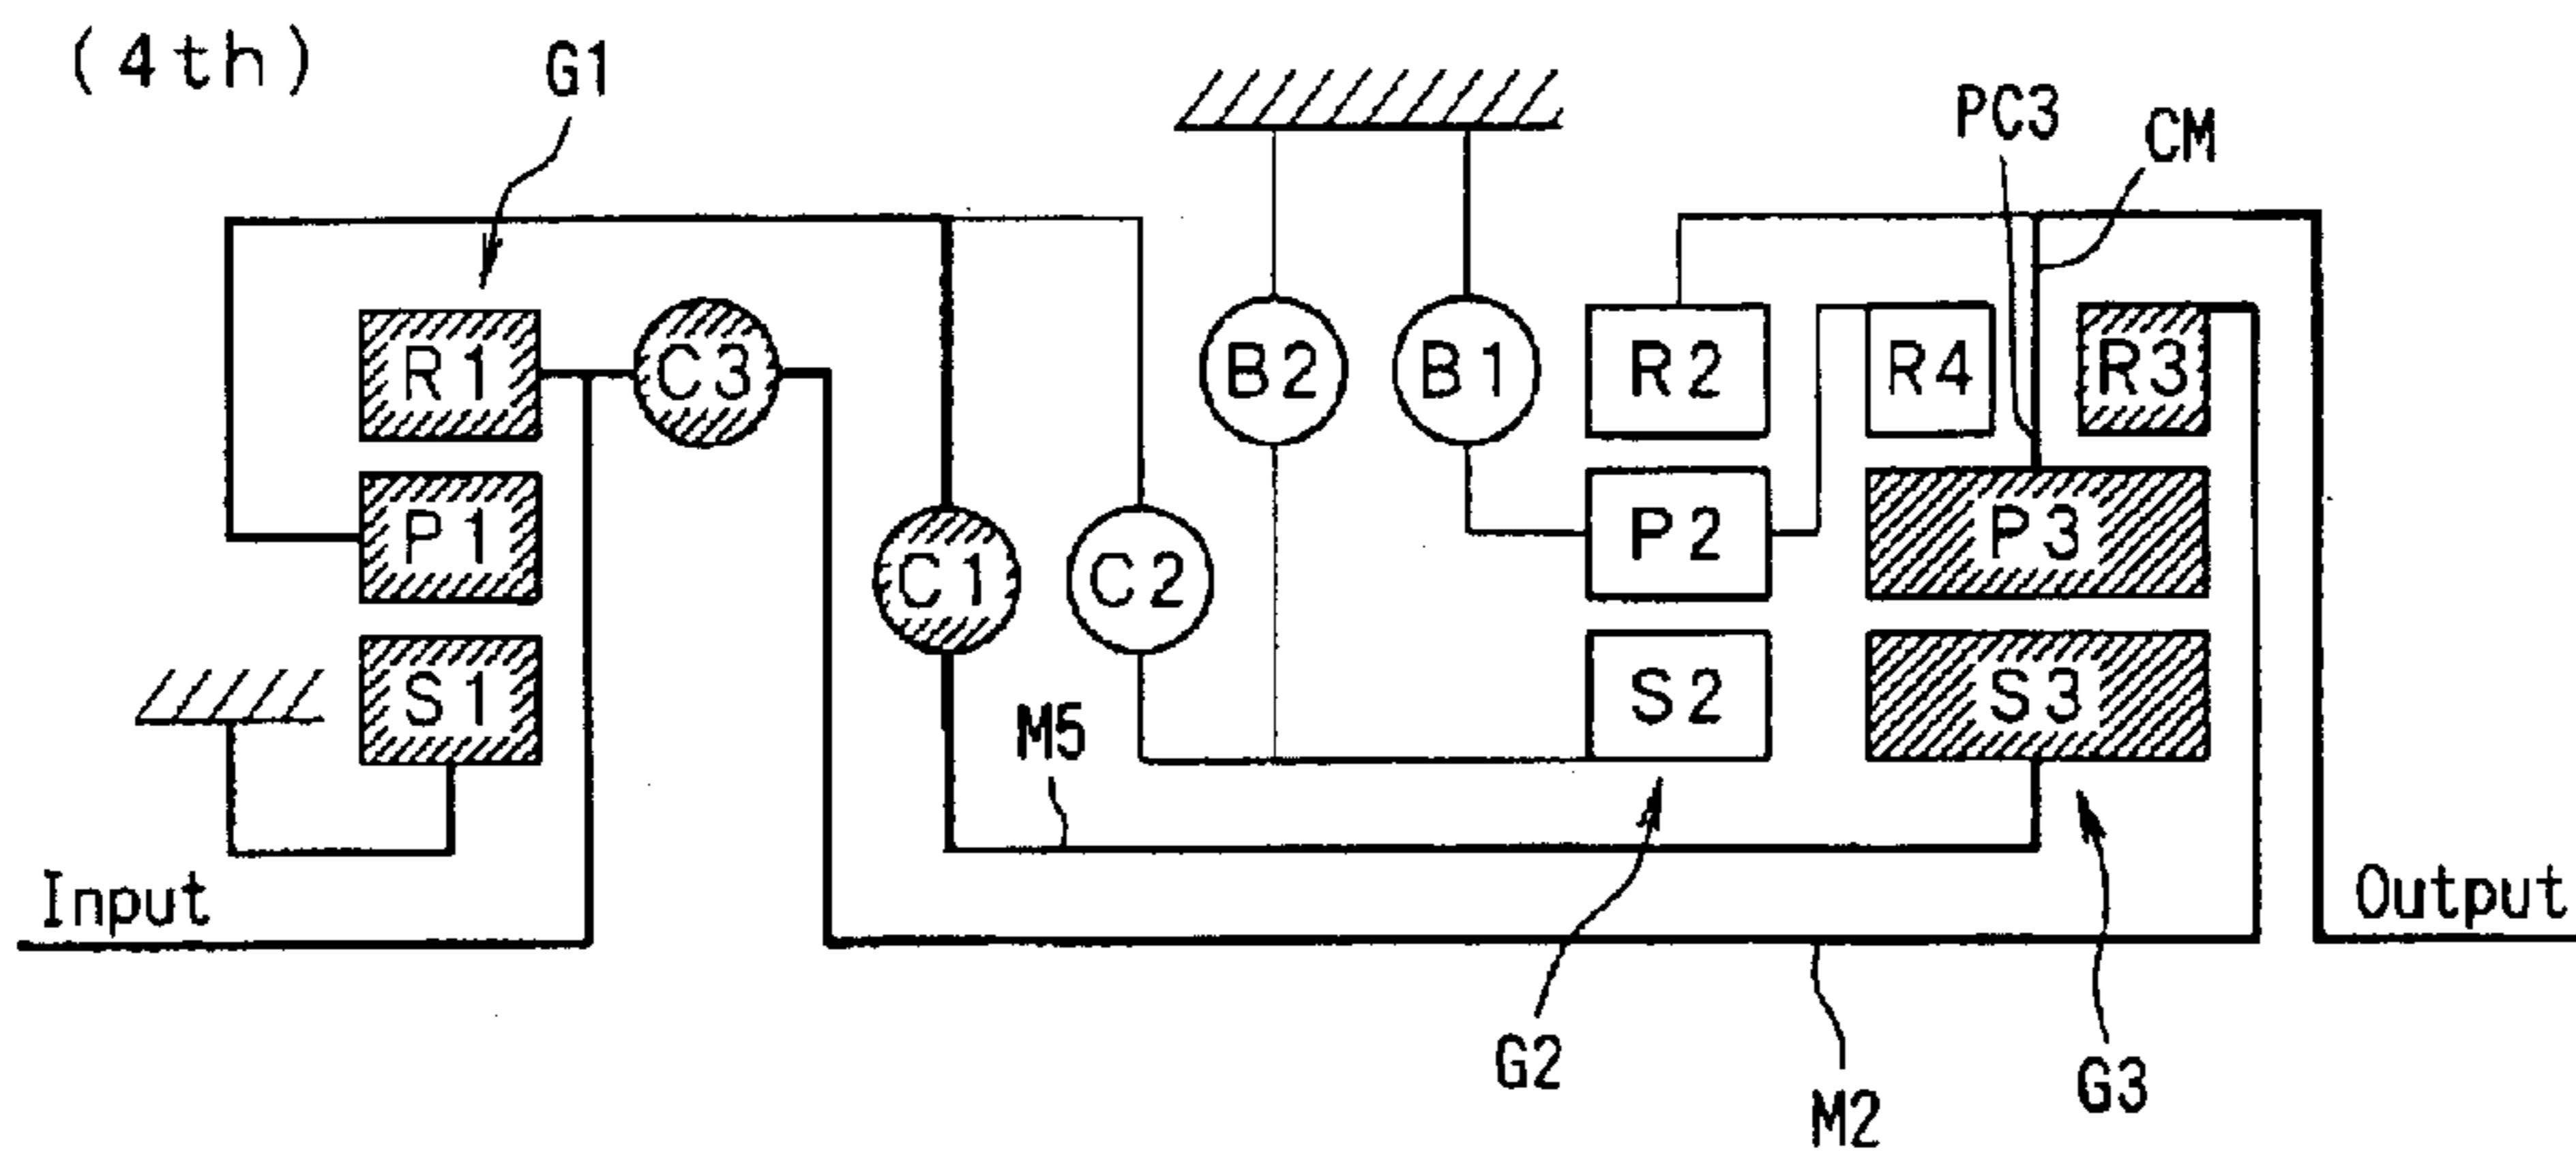 (4th)
G1
PC3
CM
R1
C3
B2
B1
R2
R4
R3
P1
C1
C2
P2
P3
S1
M5
S2
S3
Input
Output
G2
M2
G3